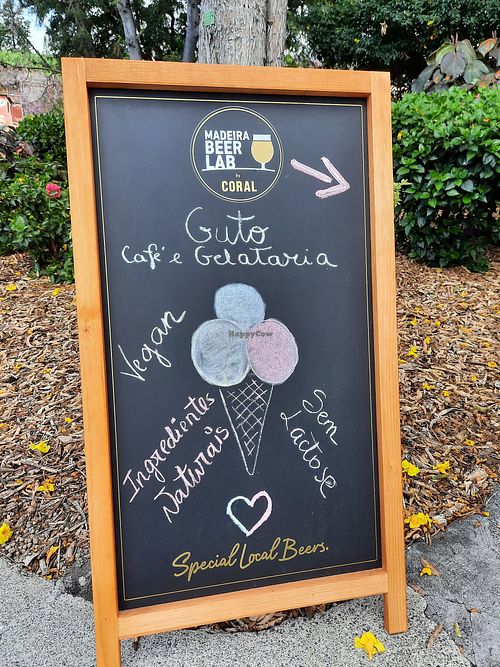 MADEIRA
BEER
LAB
by
CORAL
Guto
Café e Gelataria
HappyCow
Vegan
Ingredientes
Naturais
Sem
Lactose
Special Local Beers.